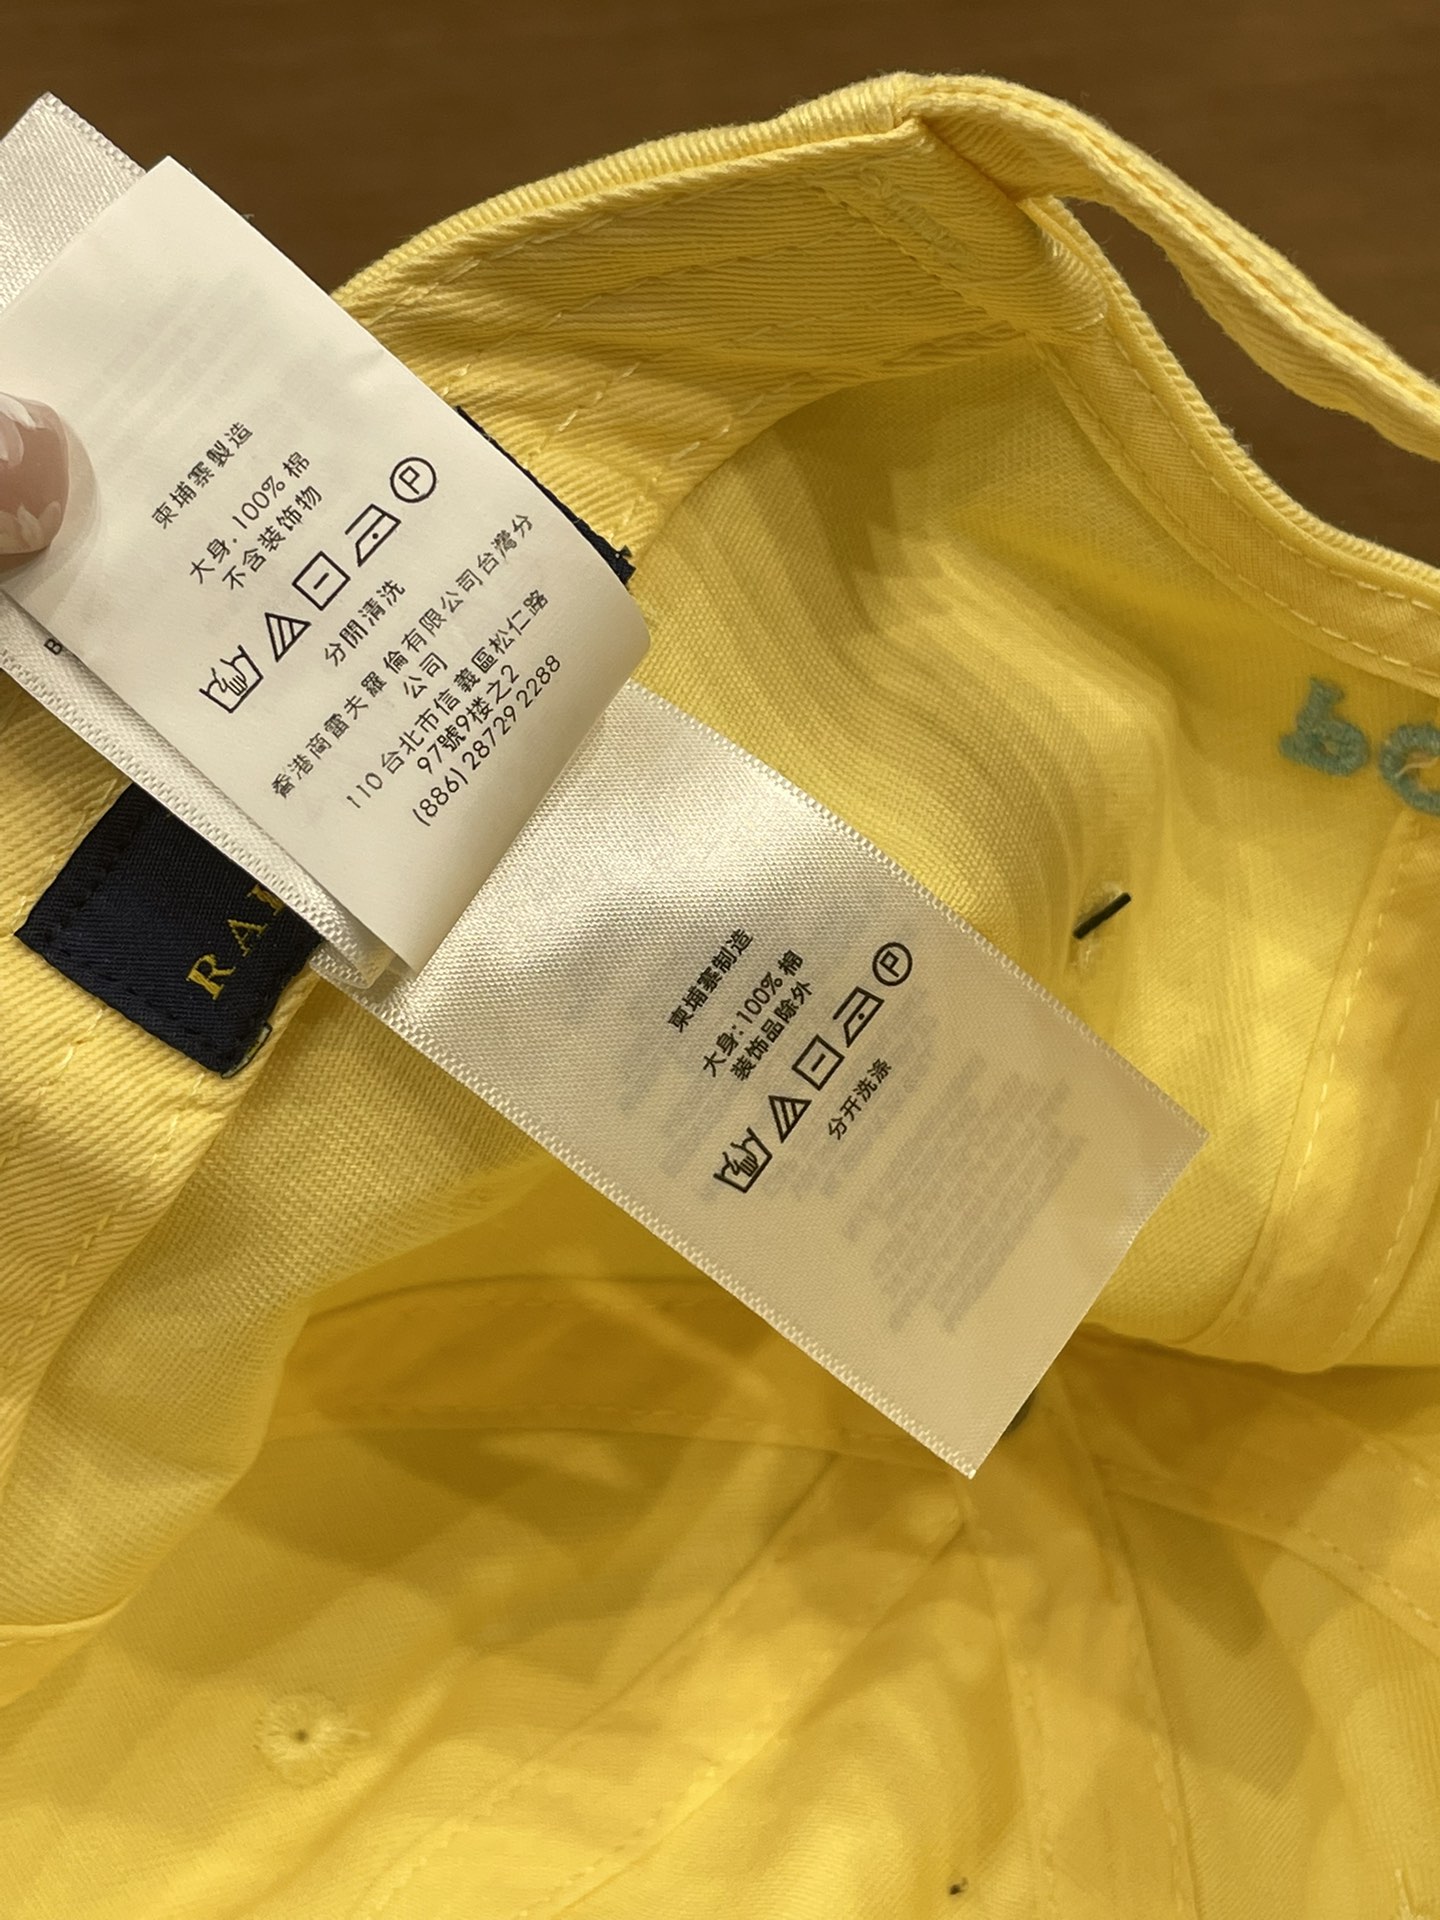 柬埔寨製造
大身. 100% 棉
不含裝飾物
P
分開清洗
香港商雷夫羅倫有限公司台灣分
公司
110 台北市信義區松仁路
97號9樓之2
(886) 28729 2288
B
RAL
柬埔寨制造
大身: 100% 棉
装饰品除外
P
分开洗涤